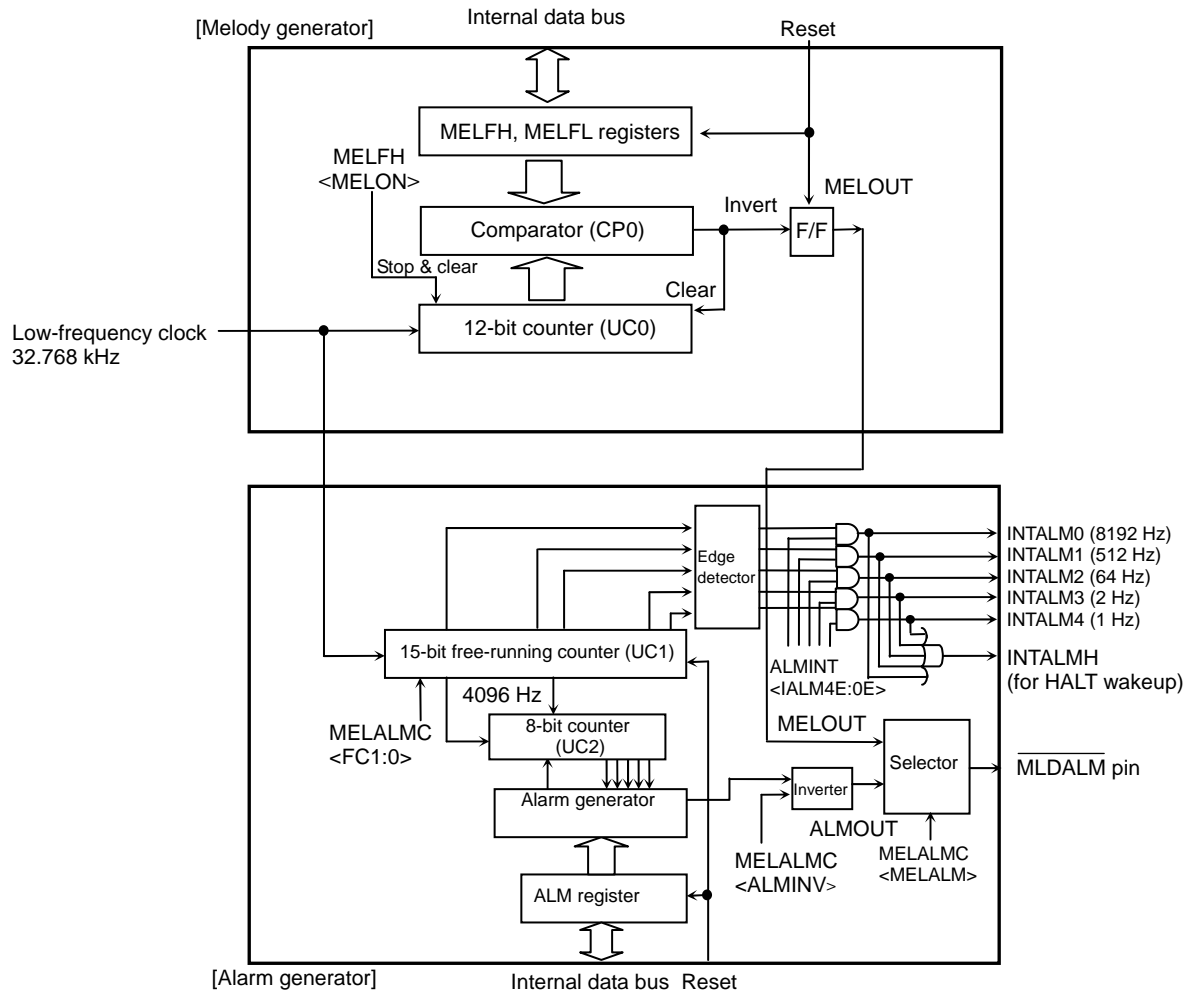 Internal data bus
[Melody generator]
Reset
MELFH, MELFL registers
MELFH
<MELON>
MELOUT
Invert
Comparator (CP0)
F/F
Stop & clear
Clear
12-bit counter (UC0)
Low-frequency clock
32.768 kHz
Edge
detector
INTALM0 (8192 Hz)
INTALM1 (512 Hz)
INTALM2 (64 Hz)
INTALM3 (2 Hz)
INTALM4 (1 Hz)
15-bit free-running counter (UC1)
ALMINT
<IALM4E:0E>
INTALMH
(for HALT wakeup)
4096 Hz
MELALMC
<FC1:0>
8-bit counter
(UC2)
MELOUT
Selector
MLDALM pin
Alarm generator
Inverter
ALMOUT
MELALMC
<ALMINV>
MELALMC
<MELALM>
ALM register
[Alarm generator]
Internal data bus
Reset